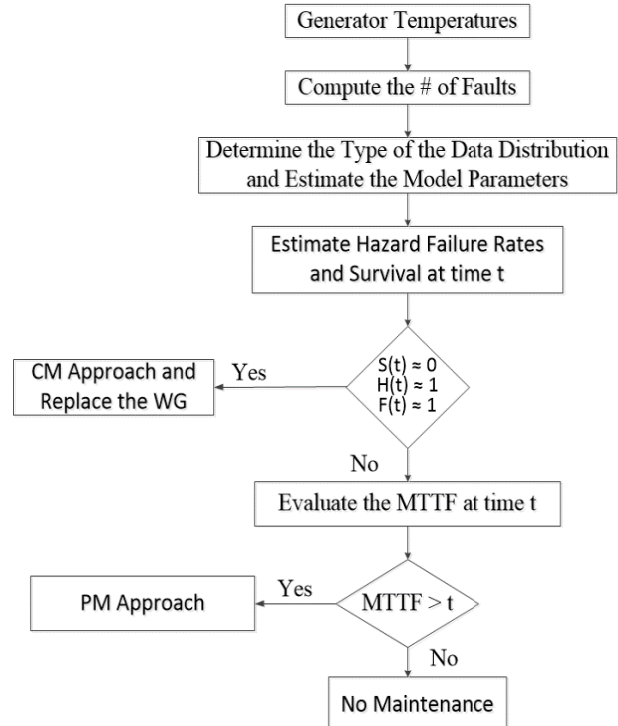 Generator Temperatures
Compute the # of Faults
Determine the Type of the Data Distribution
and Estimate the Model Parameters
Estimate Hazard Failure Rates
and Survival at time t
S(t) ≈ 0
H(t) ≈ 1
F(t) ≈ 1
Yes
CM Approach and
Replace the WG
No
Evaluate the MTTF at time t
MTTF > t
Yes
PM Approach
No
No Maintenance